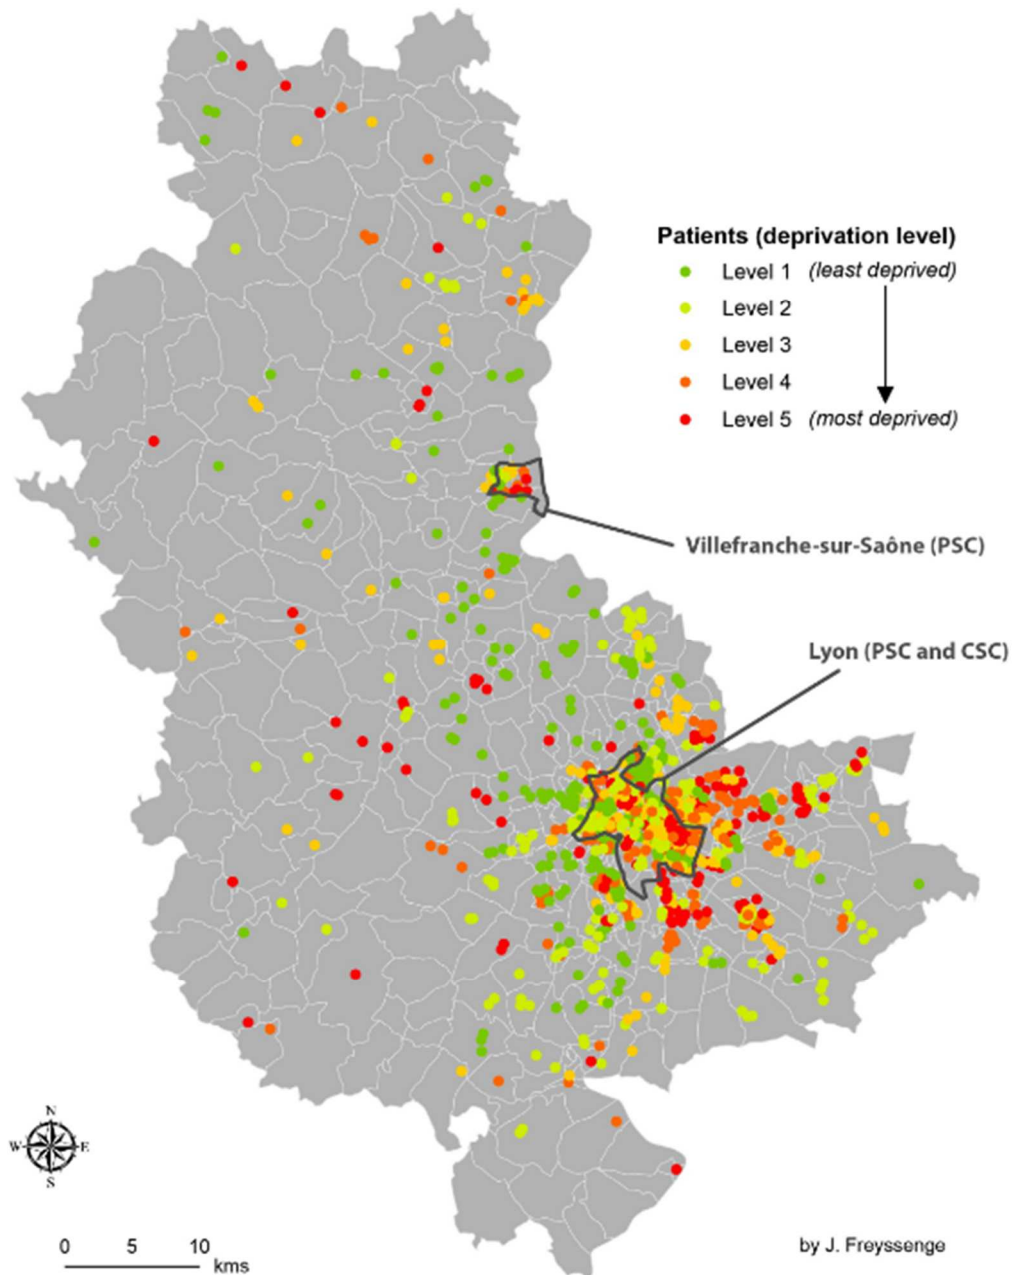 Patients (deprivation level)
Level 1 (least deprived)
Level 2
Level 3
Level 4
Level 5 (most deprived)
Villefranche-sur-Saône (PSC)
Lyon (PSC and CSC)
N
W E
S
0 5 10
kms
by J. Freyssenge